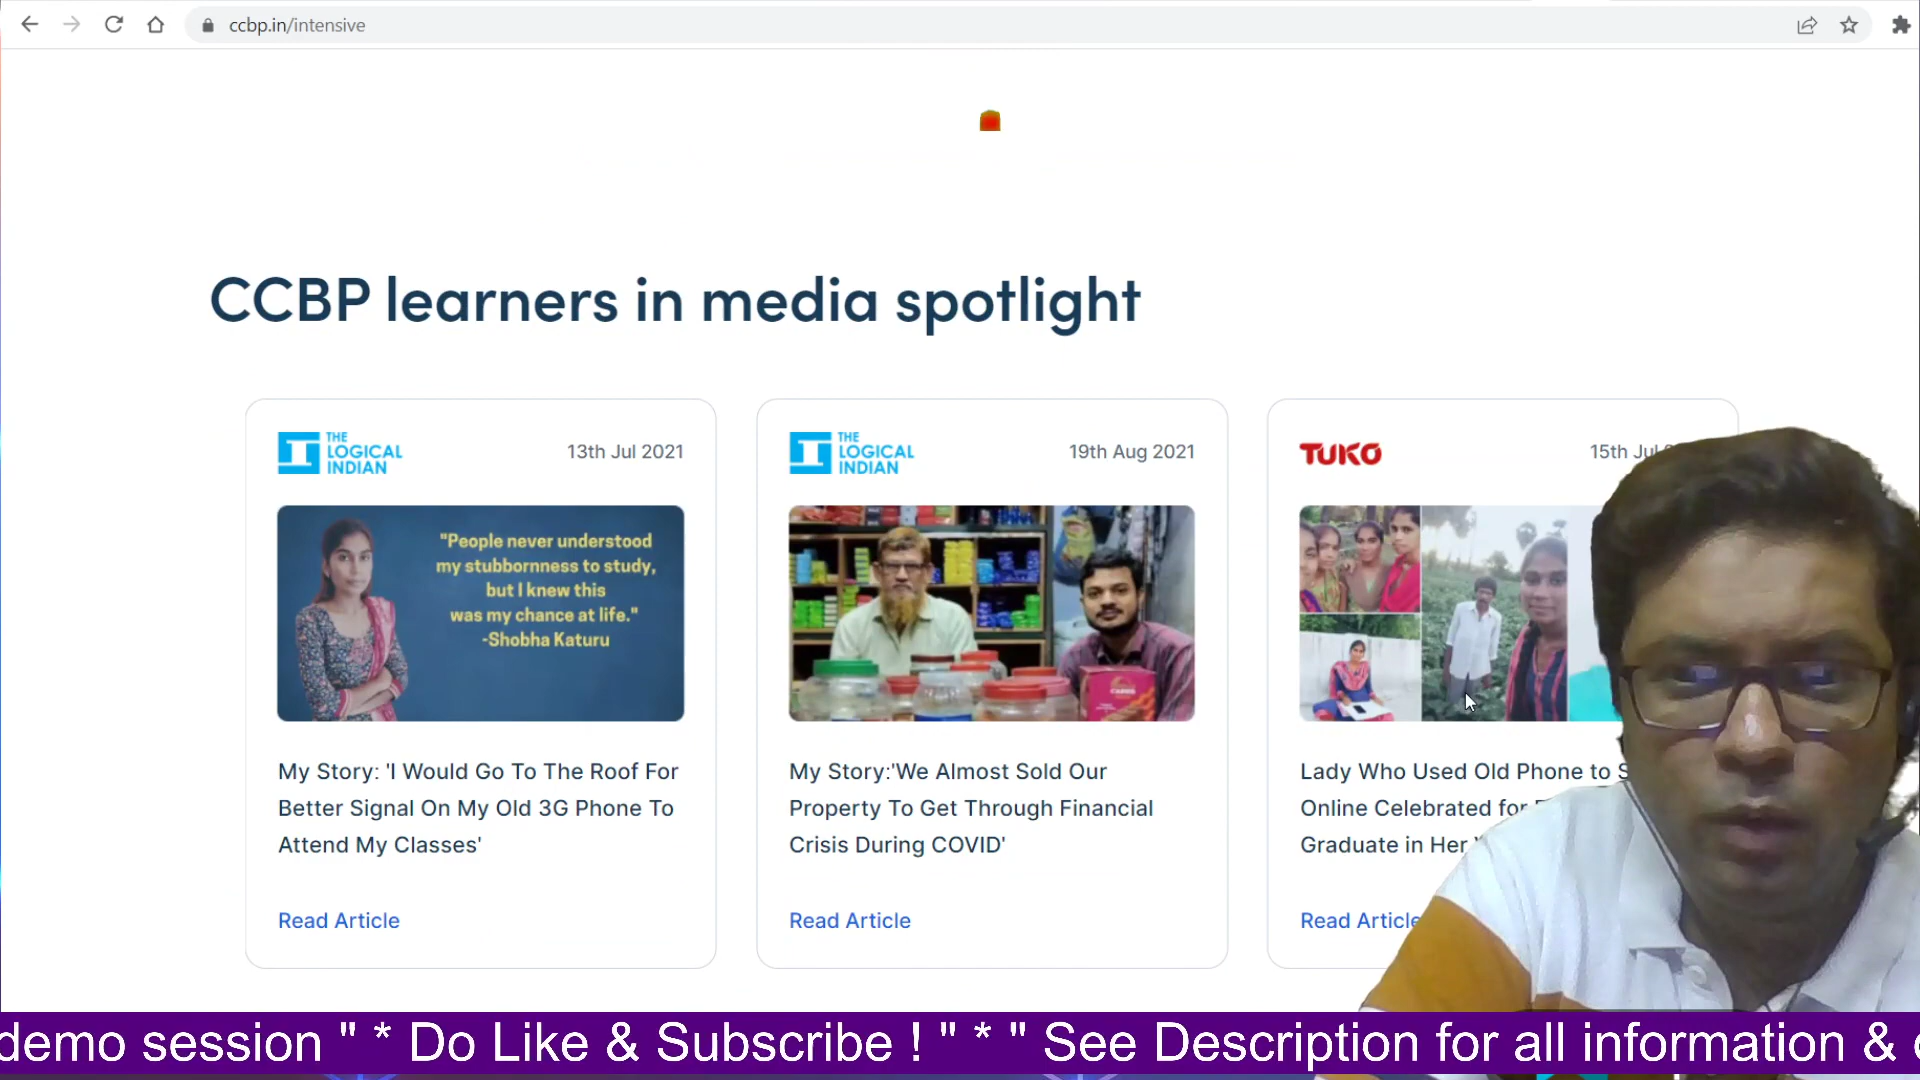 ccbp.in/intensive
CCBP learners in media spotlight
THE
LOGICAL
INDIAN
13th Jul 2021
"People never understood
my stubbornness to study,
but I knew this
was my chance at life."
-Shobha Katuru
My Story: 'I Would Go To The Roof For
Better Signal On My Old 3G Phone To
Attend My Classes'
Read Article
THE
LOGICAL
INDIAN
19th Aug 2021
My Story:'We Almost Sold Our
Property To Get Through Financial
Crisis During COVID'
Read Article
TUKO
15th Jul
Lady Who Used Old Phone to
Online Celebrated for
Graduate in Her
Read Article
demo session " * Do Like & Subscribe ! " * " See Description for all information &